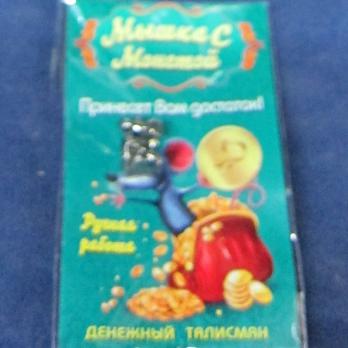 Мышка С
Монетой
Принесет Вам достаток!
Ручная
работа
ДЕНЕЖНЫЙ ТАЛИСМАН